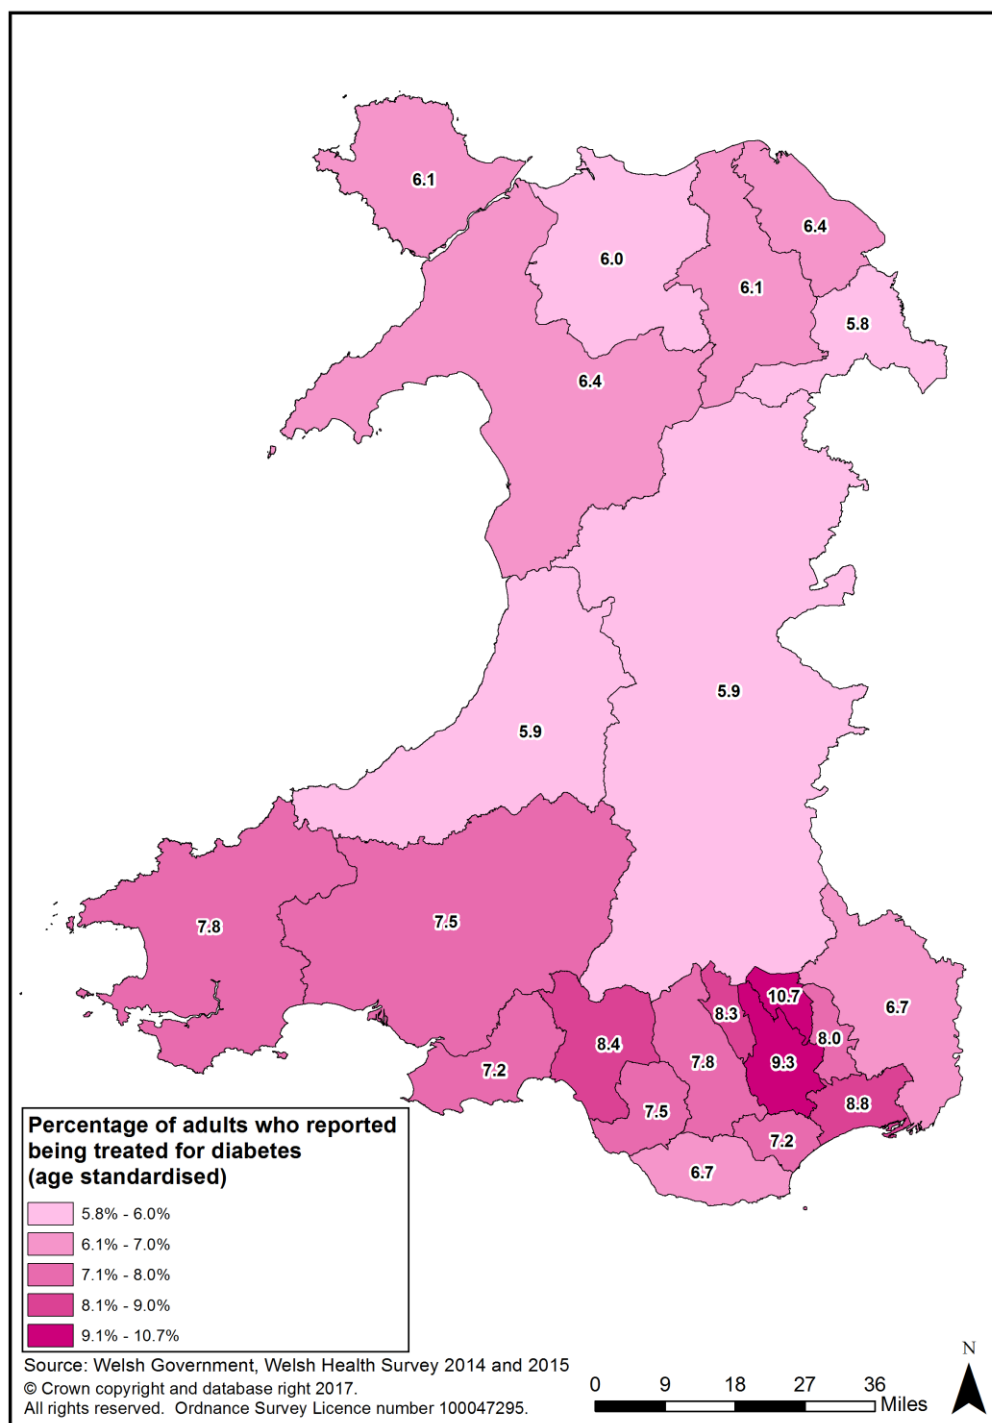 6.1
6.4
6.0
6.1
5.8
6.4
5.9
5.9
7.8
7.5
10.7
6.7
8.3
8.0
8.4
9.3
7.8
7.2
8.8
7.5
7.2
6.7
Percentage of adults who reported
being treated for diabetes
(age standardised)
5.8% - 6.0%
6.1% - 7.0%
7.1% - 8.0%
8.1% - 9.0%
9.1% - 10.7%
Source: Welsh Government, Welsh Health Survey 2014 and 2015
© Crown copyright and database right 2017.
All rights reserved. Ordnance Survey Licence number 100047295.
0 9 18 27 36
Miles
N